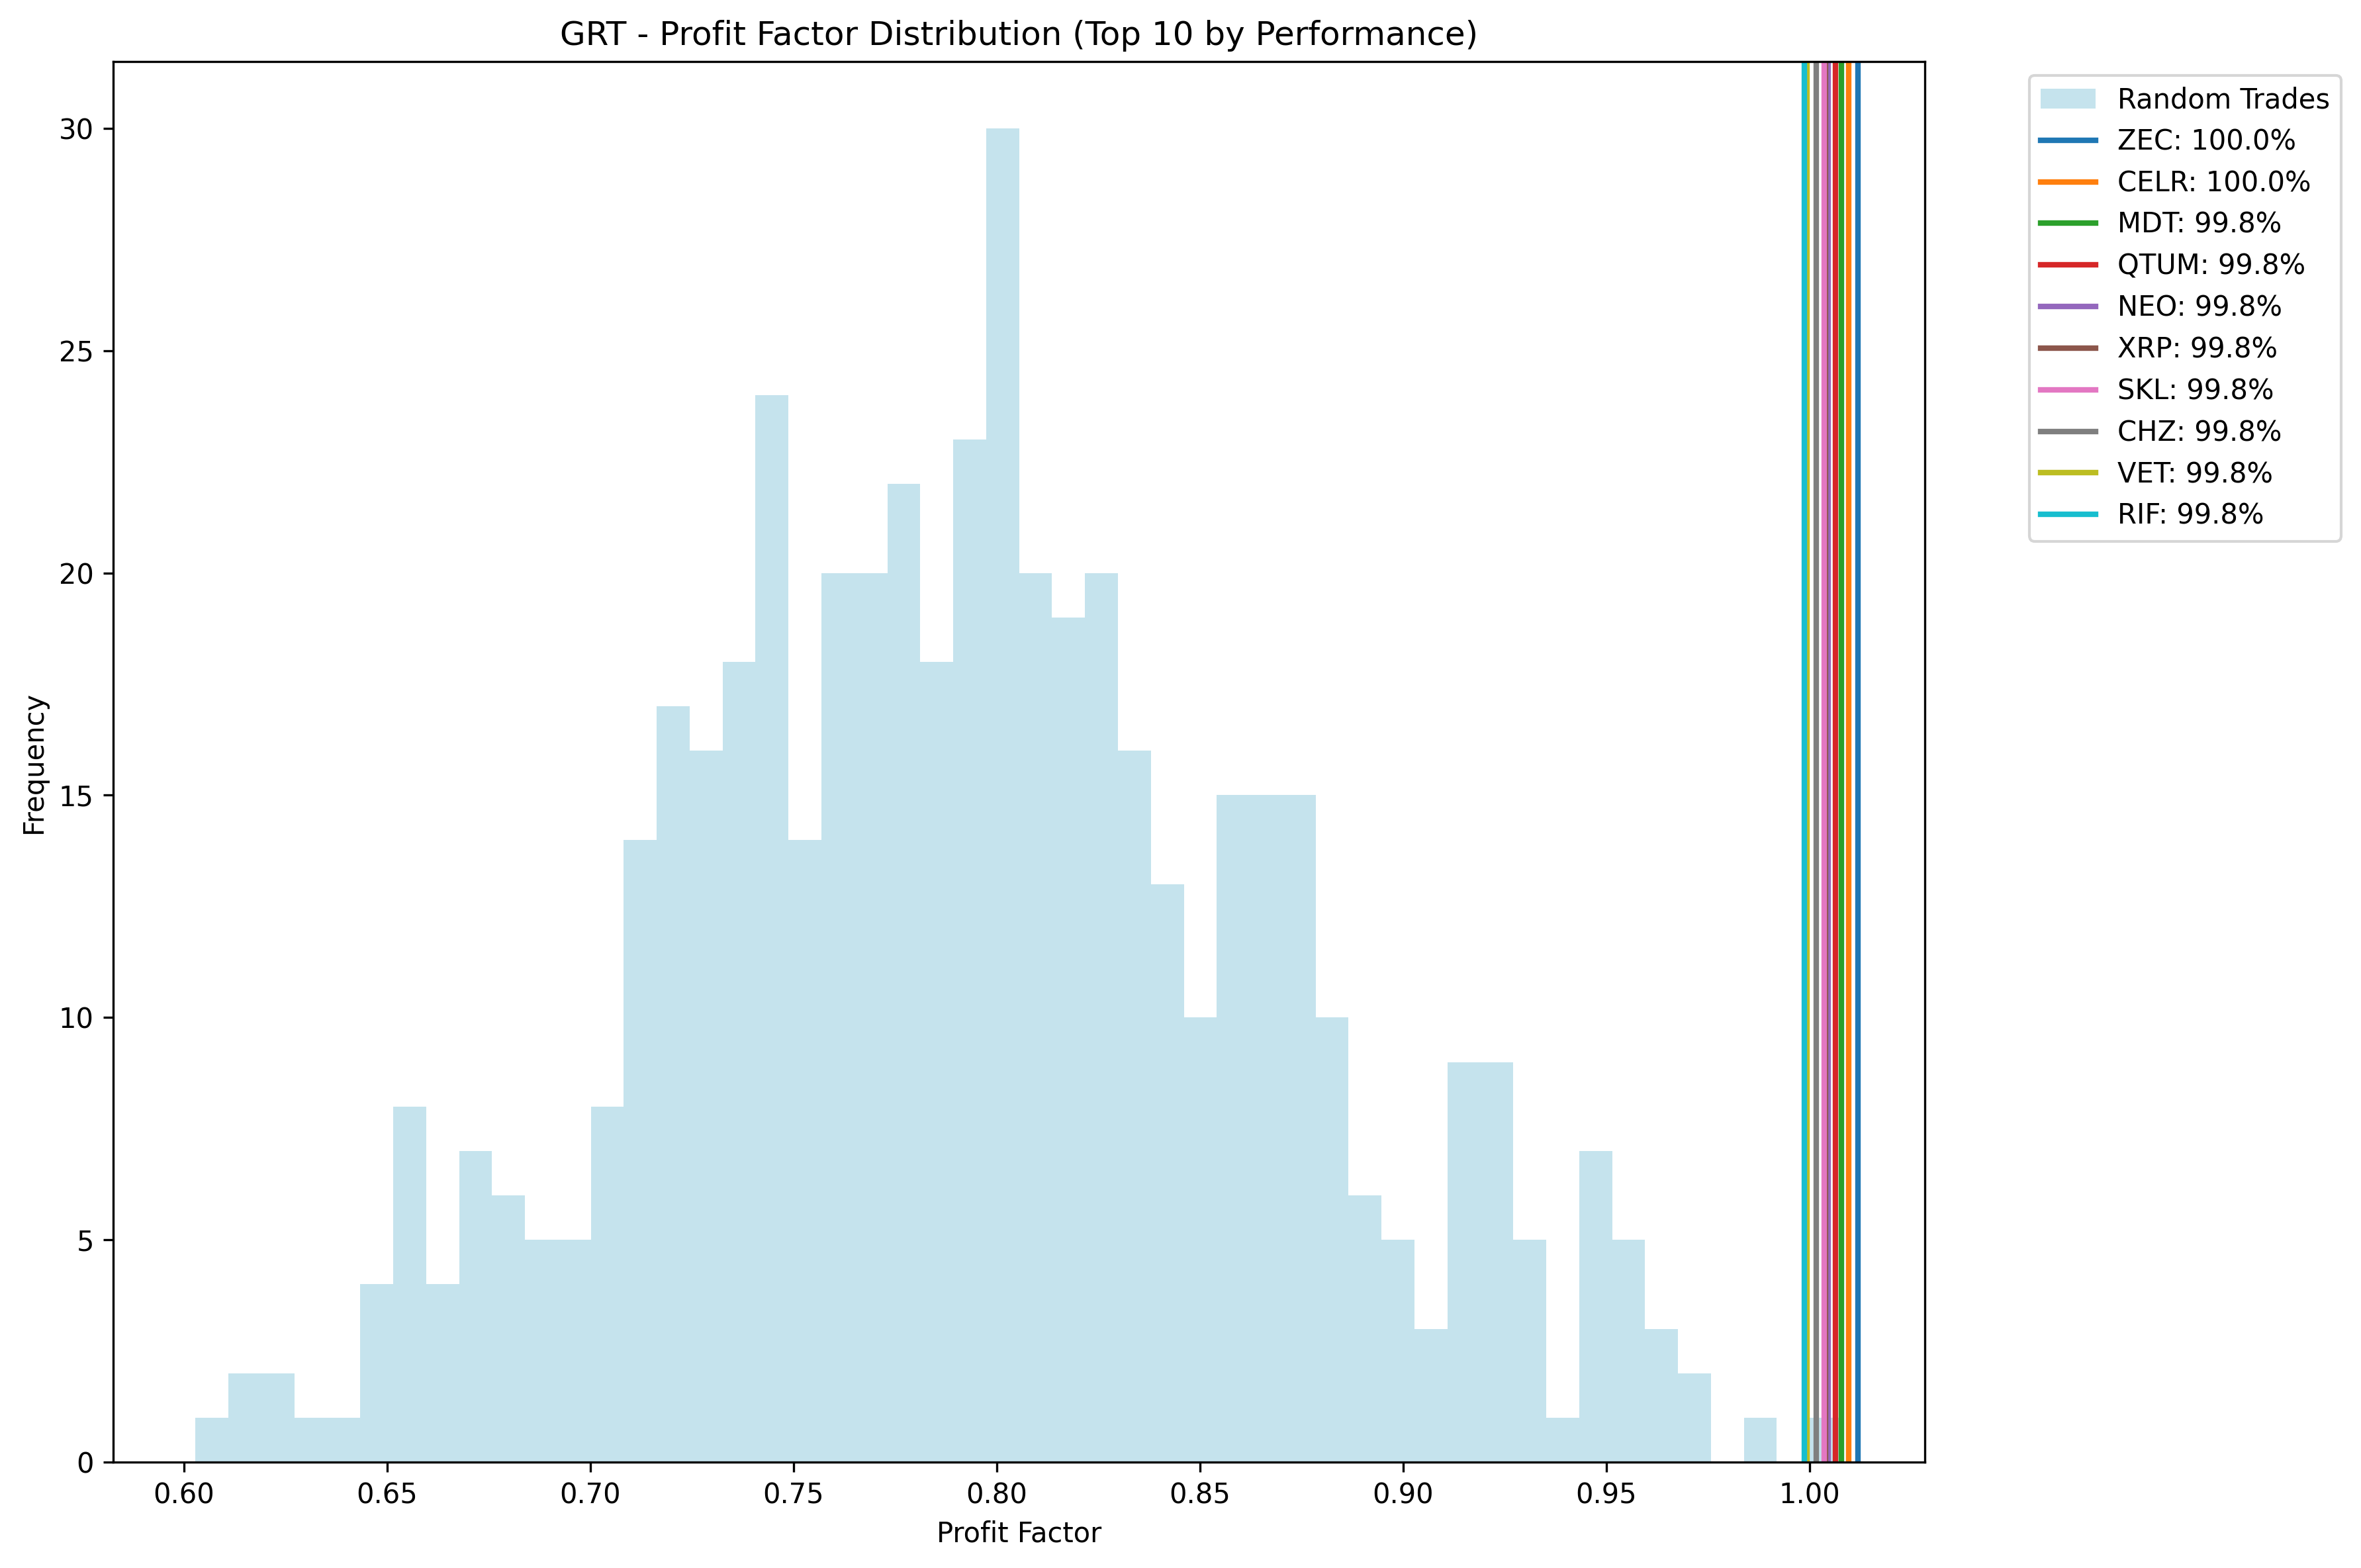 GRT - Profit Factor Distribution (Top 10 by Performance)
Random Trades
ZEC: 100.0%
CELR: 100.0%
MDT: 99.8%
QTUM: 99.8%
NEO: 99.8%
XRP: 99.8%
SKL: 99.8%
CHZ: 99.8%
VET: 99.8%
RIF: 99.8%
Frequency
30
25
20
15
10
5
0
0.60 0.65 0.70 0.75 0.80 0.85 0.90 0.95 1.00
Profit Factor